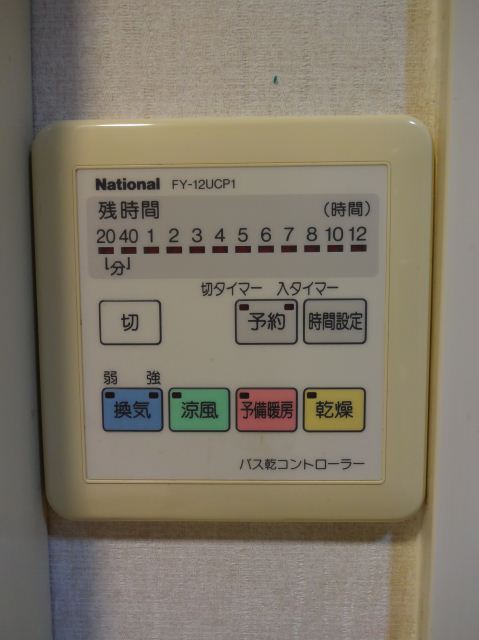 National FY-12UCP1
残時間 （時間）
20 40 1 2 3 4 5 6 7 8 10 12
└分┘
切タイマー 入タイマー
切 予約 時間設定
弱 強
換気 涼風 予備暖房 乾燥
バス乾コントローラー